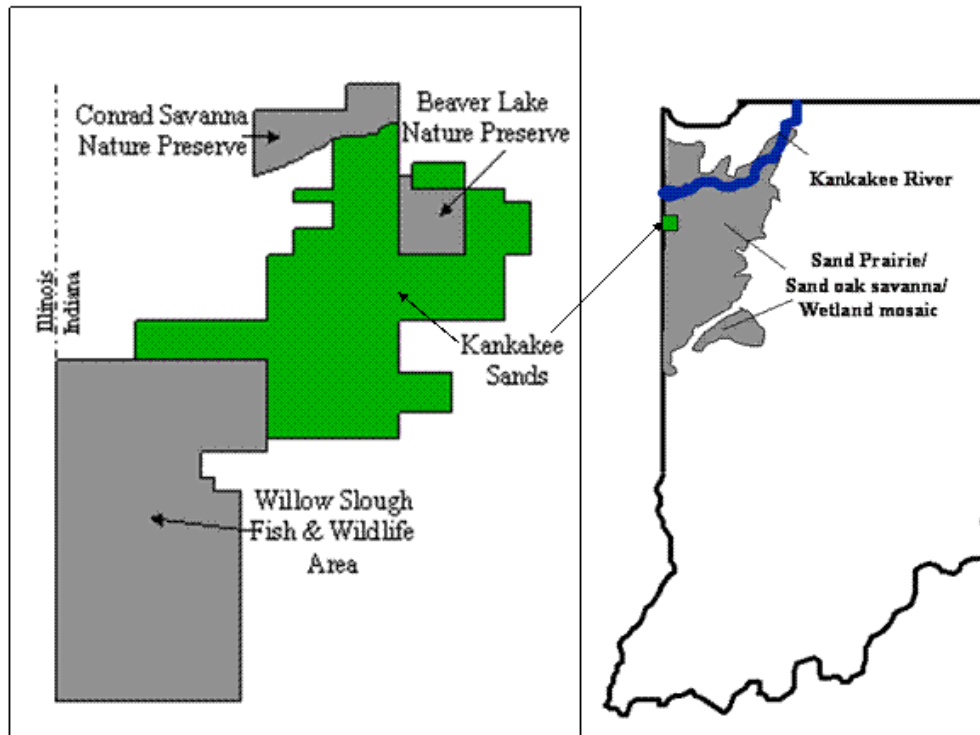 Conrad Savanna
Nature Preserve
Beaver Lake
Nature Preserve
Illinois
Indiana
Kankakee
Sands
Willow Slough
Fish & Wildlife
Area
Kankakee River
Sand Prairie/
Sand oak savanna/
Wetland mosaic